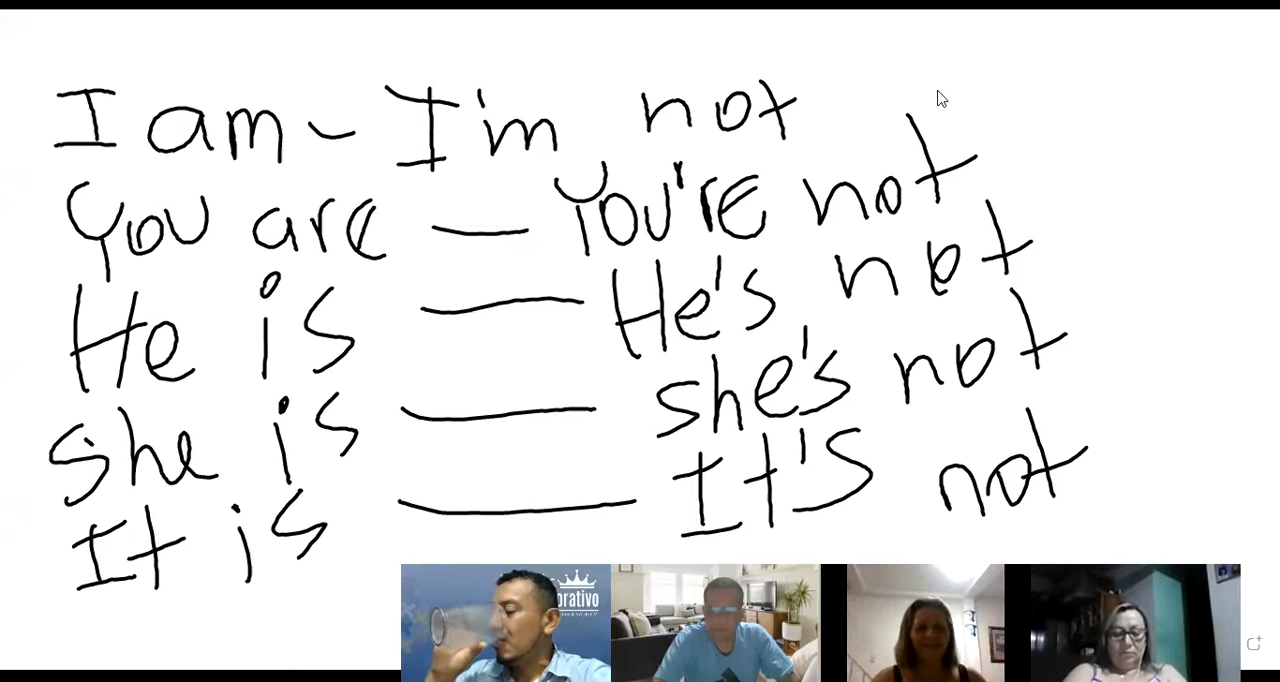 I am - I'm not
You are — You're not
He is — He's not
she is — she's not
It is — It's not
orativo